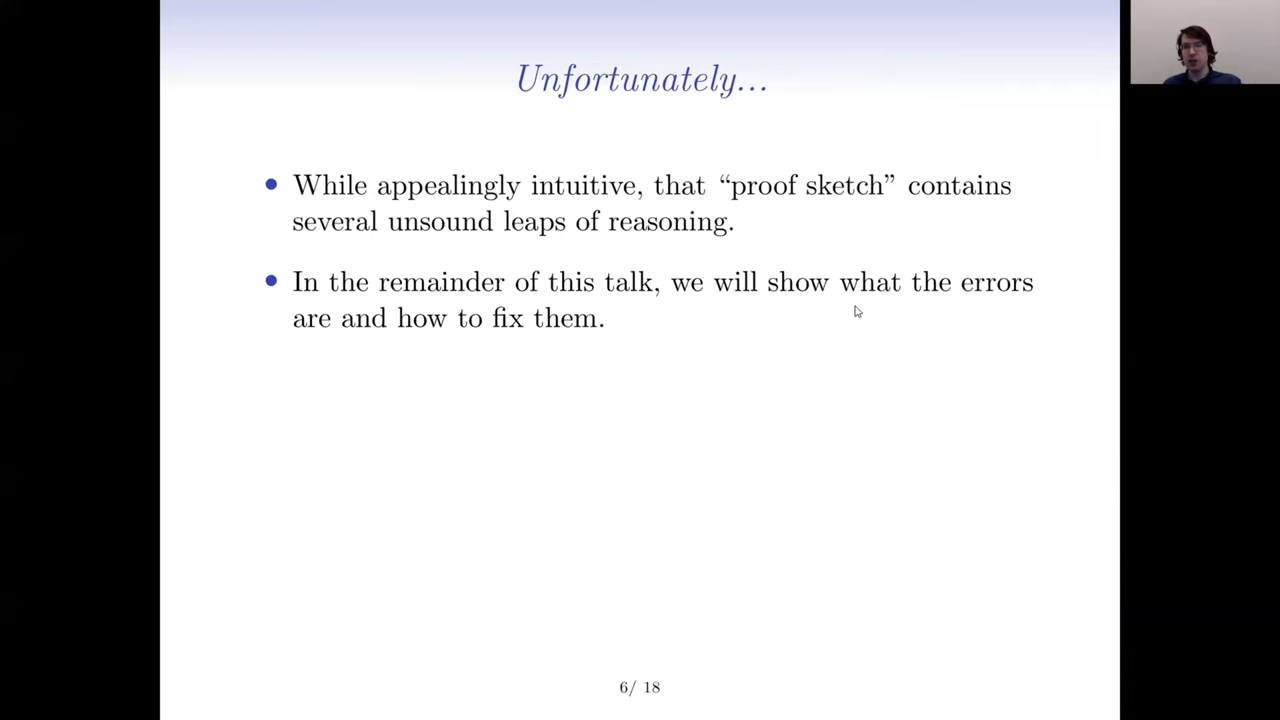 Unfortunately...
• While appealingly intuitive, that “proof sketch” contains
several unsound leaps of reasoning.
• In the remainder of this talk, we will show what the errors
are and how to fix them.
6/ 18